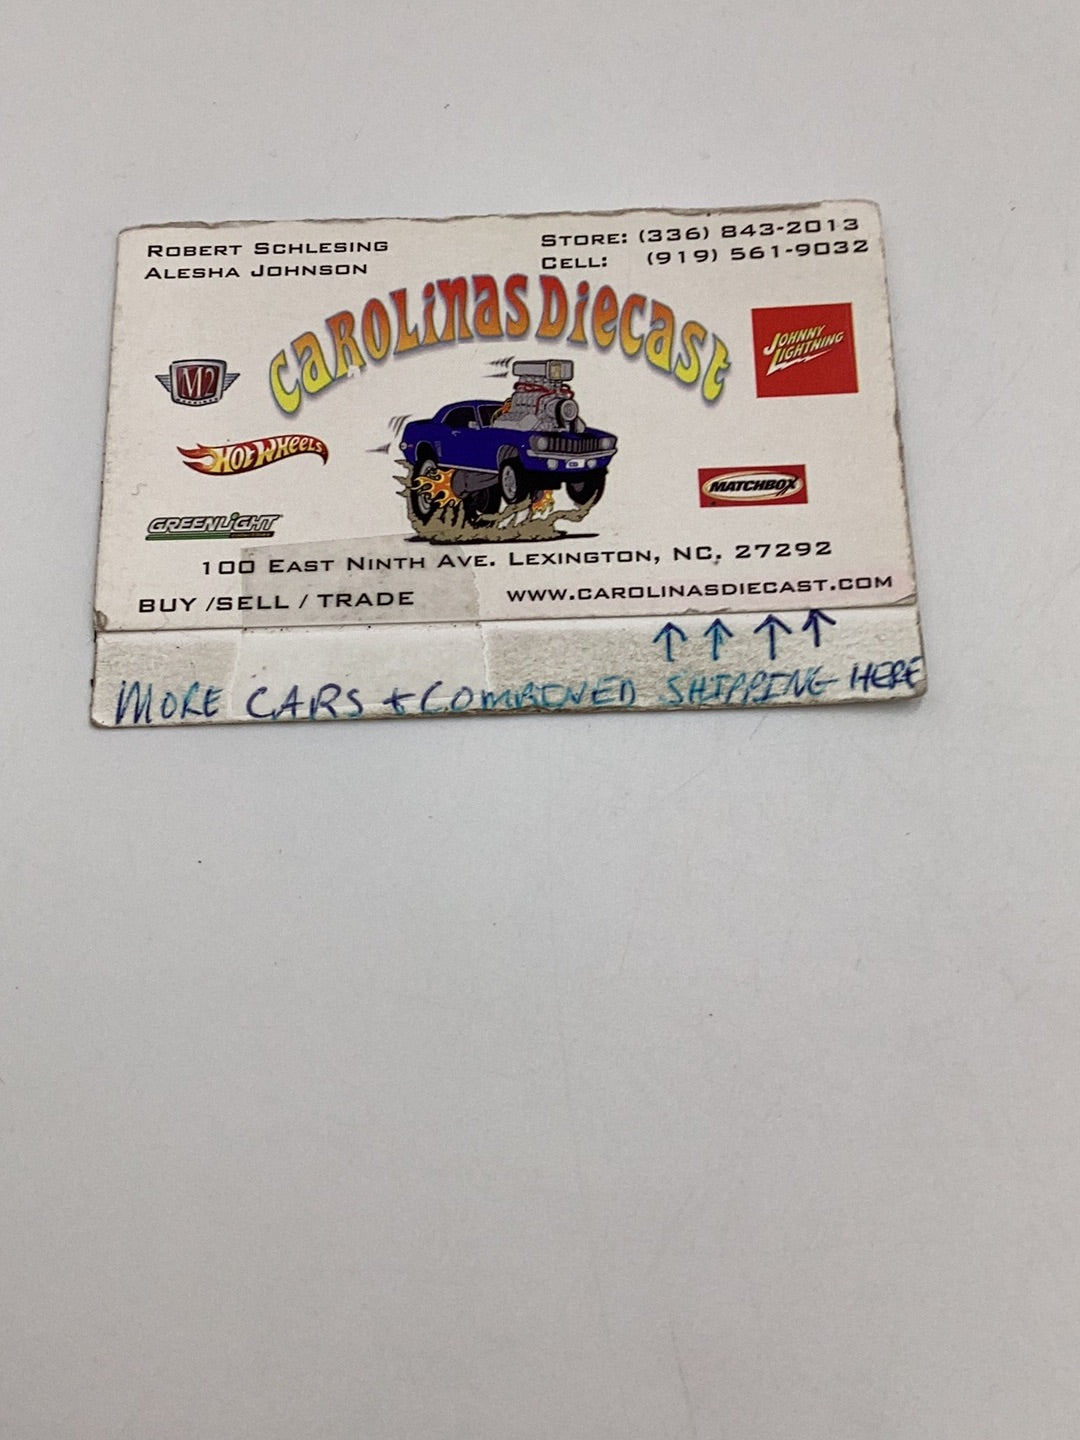 ROBERT SCHLESING
ALESHA JOHNSON
STORE: (336) 843-2013
CELL: (919) 561-9032
CAROLINAS DIECAST
M2
JOHNNY LIGHTNING
HOT WHEELS
MATCHBOX
GREENLIGHT
100 EAST NINTH AVE. LEXINGTON, NC. 27292
BUY /SELL / TRADE
WWW.CAROLINASDIECAST.COM
↑ ↑ ↑ ↑
MORE CARS + COMBINED SHIPPING HERE